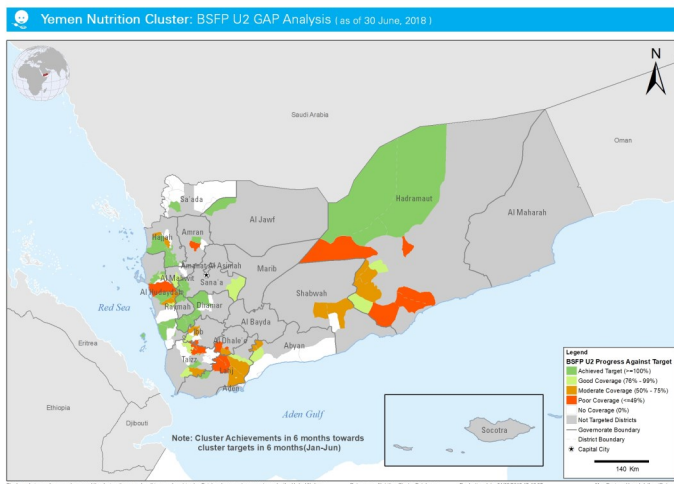 Yemen Nutrition Cluster: BSFP U2 GAP Analysis ( as of 30 June, 2018 )
N
Saudi Arabia
Oman
Sa'ada
Hadramaut
Al Maharah
Al Jawf
Amran
Hajjah
Al Asimah
Marib
Al Mahwit
Sana'a
Shabwah
Al Hudaydah
Red Sea
Raymah
Dhamar
Al Bayda
Eritrea
Ibb
Al Dhale'e
Abyan
Taizz
Lahj
Aden
Ethiopia
Djibouti
Aden Gulf
Socotra
Note: Cluster Achievements in 6 months towards
cluster targets in 6 months(Jan-Jun)
Legend
BSFP U2 Progress Against Target
Achieved Target (>=100%)
Good Coverage (76% - 99%)
Moderate Coverage (50% - 75%)
Poor Coverage (<=49%)
No Coverage (0%)
Not Targeted Districts
Governorate Boundary
District Boundary
Capital City
140 Km